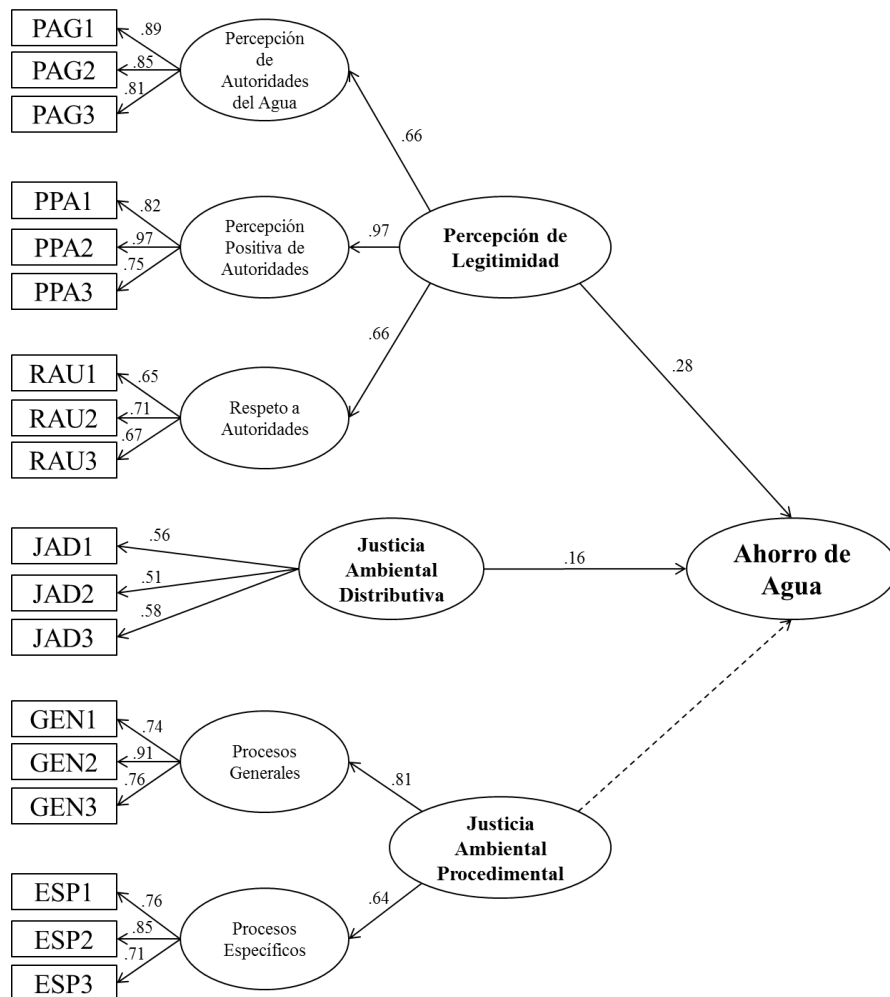 PAG1
PAG2
PAG3
.89
.85
.81
Percepción
de
Autoridades
del Agua
.66
PPA1
PPA2
PPA3
.82
.97
.75
Percepción
Positiva de
Autoridades
.97
Percepción de
Legitimidad
.28
RAU1
RAU2
RAU3
.65
.71
.67
Respeto a
Autoridades
.66
JAD1
JAD2
JAD3
.56
.51
.58
Justicia
Ambiental
Distributiva
.16
Ahorro de
Agua
GEN1
GEN2
GEN3
.74
.91
.76
Procesos
Generales
.81
Justicia
Ambiental
Procedimental
.64
ESP1
ESP2
ESP3
.76
.85
.71
Procesos
Específicos